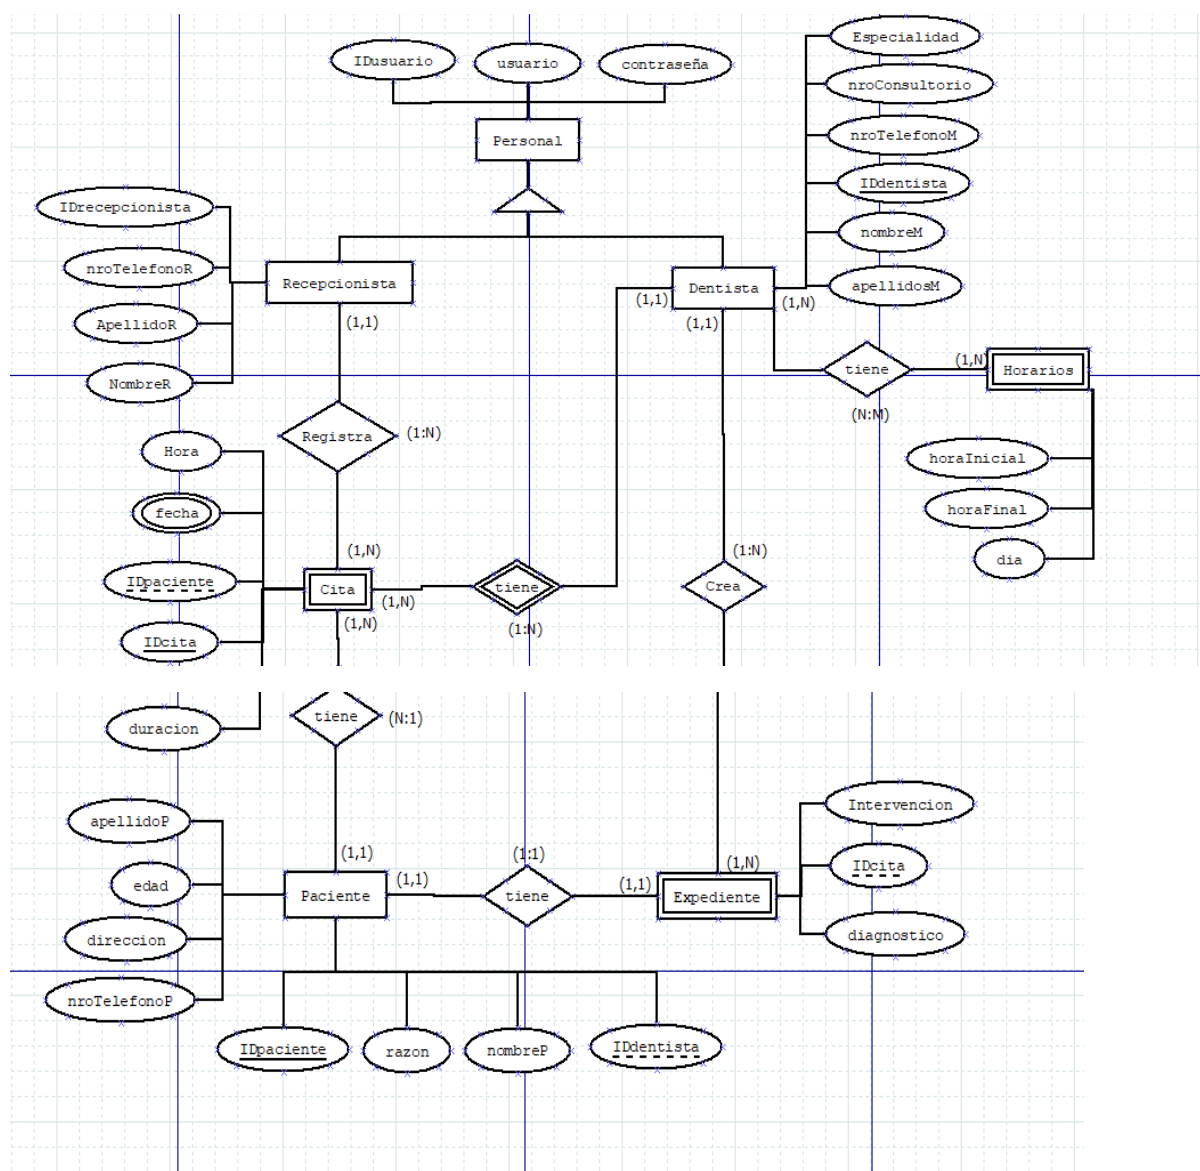 IDusuario
usuario
contraseña
Personal
Especialidad
nroConsultorio
nroTelefonoM
IDdentista
nombreM
apellidosM
IDrecepcionista
nroTelefonoR
ApellidoR
NombreR
Recepcionista
(1,1)
Dentista
(1,1)
(1,1)
(1,N)
tiene
(N:M)
(1,N)
Horarios
horaInicial
horaFinal
dia
Registra
(1:N)
Hora
fecha
IDpaciente
IDcita
(1,N)
Cita
(1,N)
(1,N)
tiene
(1:N)
(1:N)
Crea
duracion
tiene
(N:1)
apellidoP
edad
direccion
nroTelefonoP
(1,1)
Paciente
(1,1)
(1:1)
tiene
(1,1)
(1,N)
Expediente
Intervencion
IDcita
diagnostico
IDpaciente
razon
nombreP
IDdentista